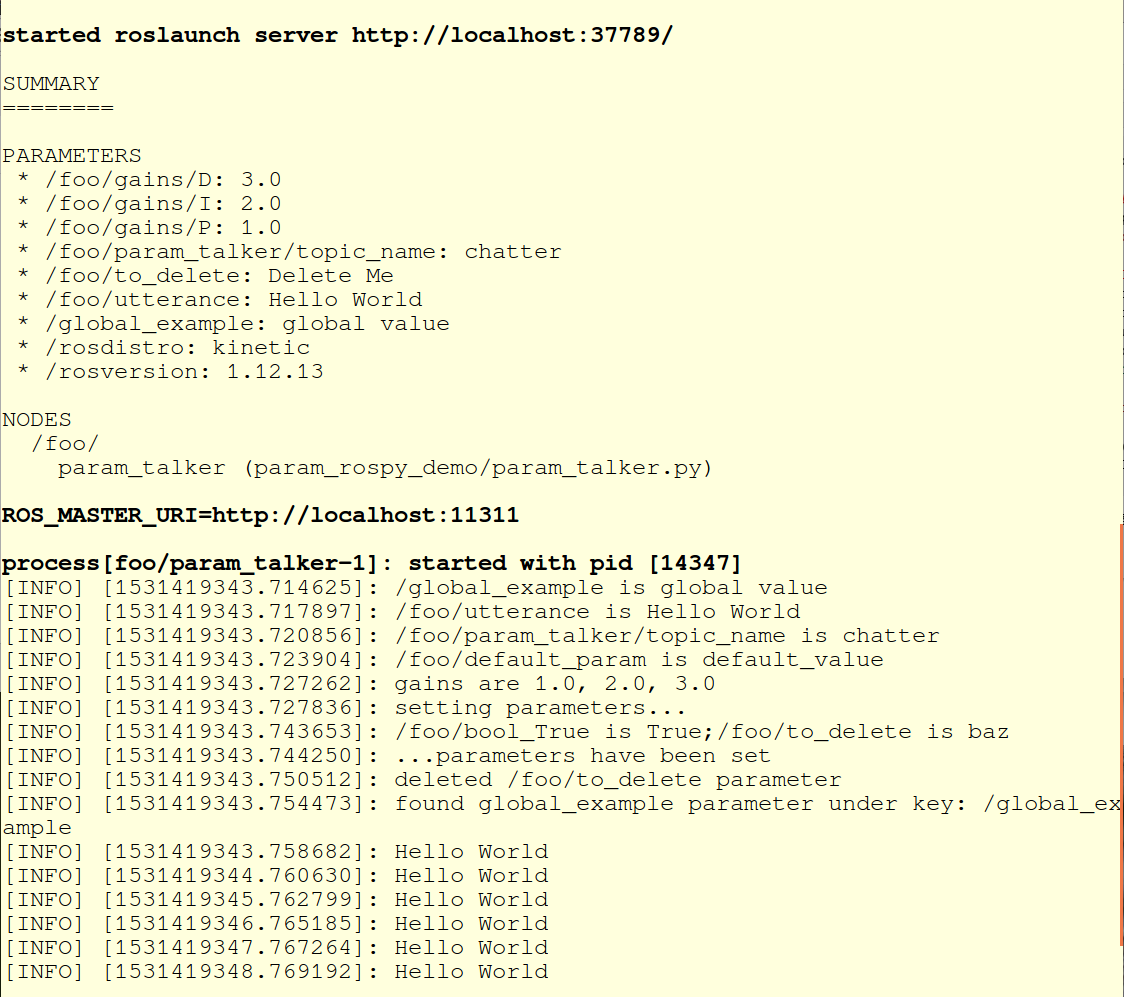 started roslaunch server http://localhost:37789/
SUMMARY
========
PARAMETERS
 * /foo/gains/D: 3.0
 * /foo/gains/I: 2.0
 * /foo/gains/P: 1.0
 * /foo/param_talker/topic_name: chatter
 * /foo/to_delete: Delete Me
 * /foo/utterance: Hello World
 * /global_example: global value
 * /rosdistro: kinetic
 * /rosversion: 1.12.13
NODES
  /foo/
    param_talker (param_rospy_demo/param_talker.py)
ROS_MASTER_URI=http://localhost:11311
process[foo/param_talker-1]: started with pid [14347]
[INFO] [1531419343.714625]: /global_example is global value
[INFO] [1531419343.717897]: /foo/utterance is Hello World
[INFO] [1531419343.720856]: /foo/param_talker/topic_name is chatter
[INFO] [1531419343.723904]: /foo/default_param is default_value
[INFO] [1531419343.727262]: gains are 1.0, 2.0, 3.0
[INFO] [1531419343.727836]: setting parameters...
[INFO] [1531419343.743653]: /foo/bool_True is True;/foo/to_delete is baz
[INFO] [1531419343.744250]: ...parameters have been set
[INFO] [1531419343.750512]: deleted /foo/to_delete parameter
[INFO] [1531419343.754473]: found global_example parameter under key: /global_ex
ample
[INFO] [1531419343.758682]: Hello World
[INFO] [1531419344.760630]: Hello World
[INFO] [1531419345.762799]: Hello World
[INFO] [1531419346.765185]: Hello World
[INFO] [1531419347.767264]: Hello World
[INFO] [1531419348.769192]: Hello World